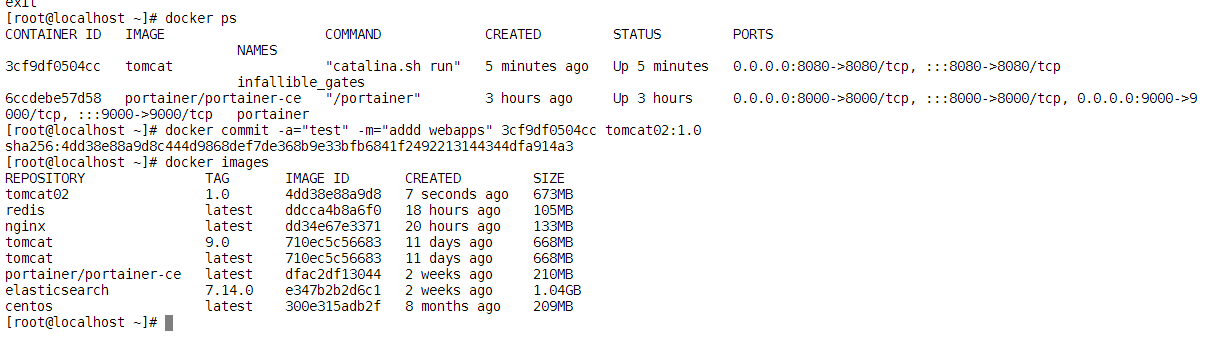 exit
[root@localhost ~]# docker ps
CONTAINER ID   IMAGE                    COMMAND             CREATED         STATUS         PORTS
                             NAMES
3cf9df0504cc   tomcat                   "catalina.sh run"   5 minutes ago   Up 5 minutes   0.0.0.0:8080->8080/tcp, :::8080->8080/tcp
                             infallible_gates
6ccdebe57d58   portainer/portainer-ce   "/portainer"        3 hours ago     Up 3 hours     0.0.0.0:8000->8000/tcp, :::8000->8000/tcp, 0.0.0.0:9000->9
000/tcp, :::9000->9000/tcp   portainer
[root@localhost ~]# docker commit -a="test" -m="addd webapps" 3cf9df0504cc tomcat02:1.0
sha256:4dd38e88a9d8c444d9868def7de368b9e33bfb6841f2492213144344dfa914a3
[root@localhost ~]# docker images
REPOSITORY               TAG       IMAGE ID       CREATED         SIZE
tomcat02                 1.0       4dd38e88a9d8   7 seconds ago   673MB
redis                    latest    ddcca4b8a6f0   18 hours ago    105MB
nginx                    latest    dd34e67e3371   20 hours ago    133MB
tomcat                   9.0       710ec5c56683   11 days ago     668MB
tomcat                   latest    710ec5c56683   11 days ago     668MB
portainer/portainer-ce   latest    dfac2df13044   2 weeks ago     210MB
elasticsearch            7.14.0    e347b2b2d6c1   2 weeks ago     1.04GB
centos                   latest    300e315adb2f   8 months ago    209MB
[root@localhost ~]#